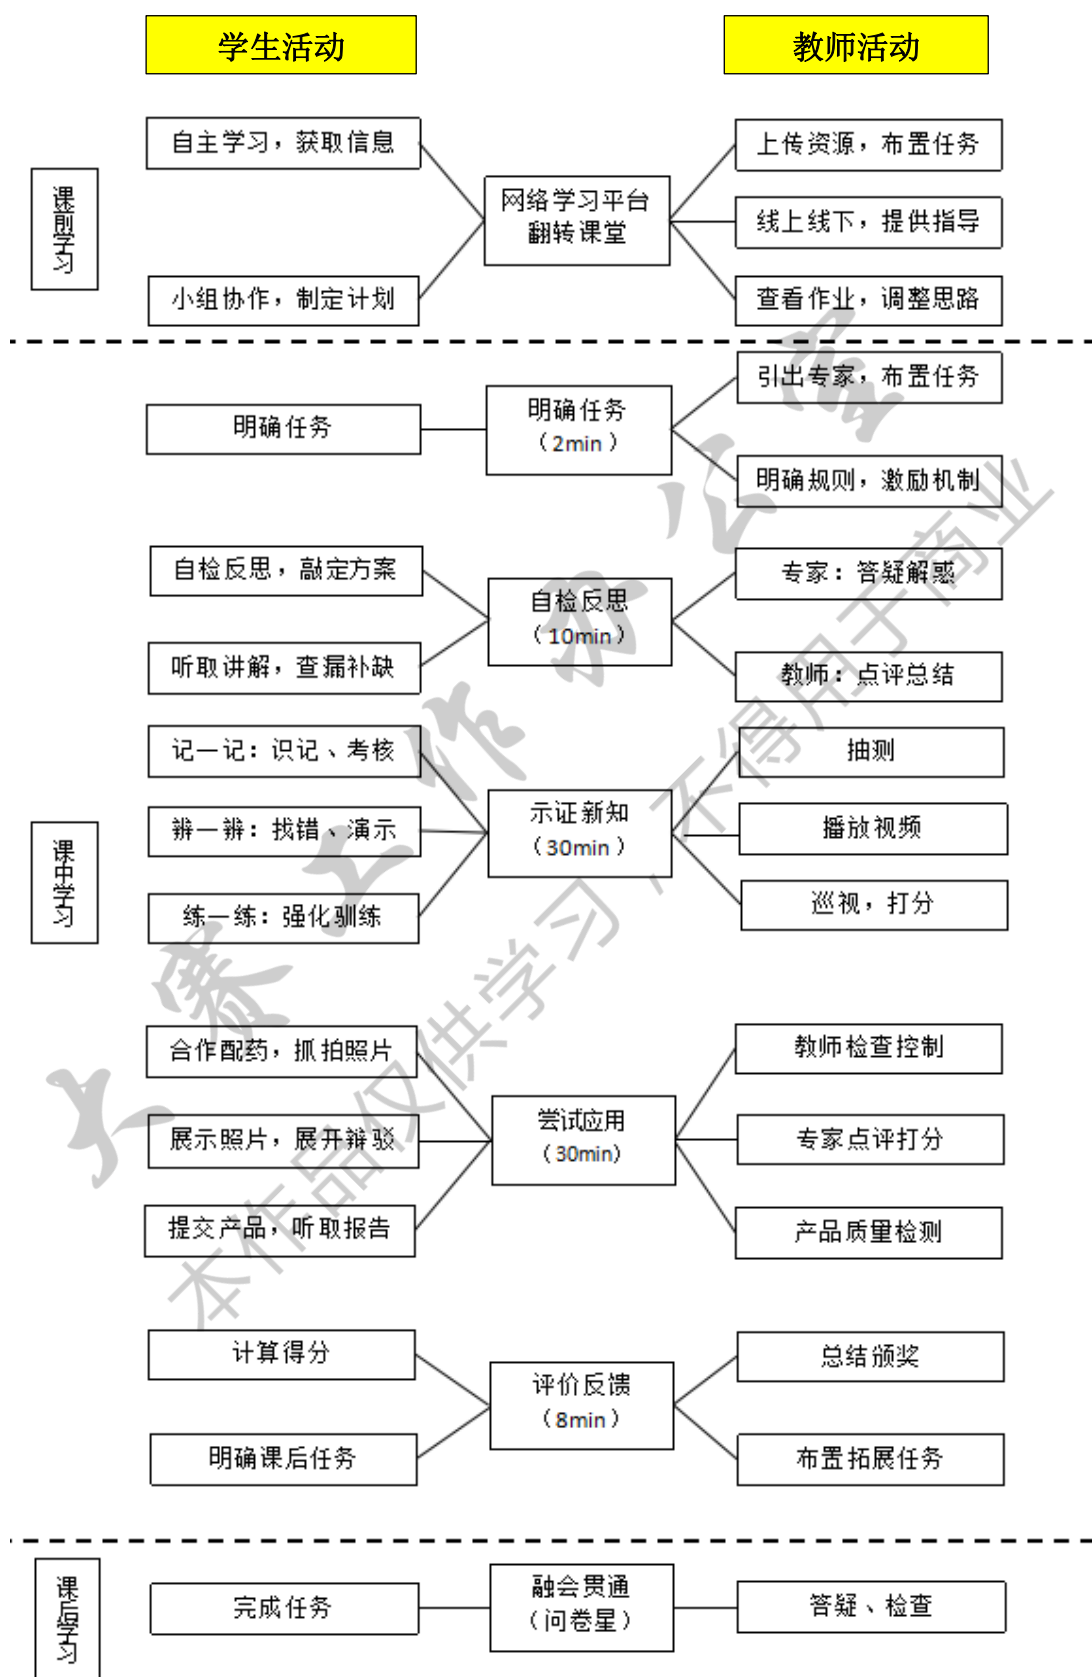 学生活动
教师活动
课前学习
自主学习，获取信息
小组协作，制定计划
网络学习平台
翻转课堂
上传资源，布置任务
线上线下，提供指导
查看作业，调整思路
课中学习
明确任务
明确任务
（2min）
引出专家，布置任务
明确规则，激励机制
自检反思，敲定方案
听取讲解，查漏补缺
自检反思
（10min）
专家：答疑解惑
教师：点评总结
记一记：识记、考核
辨一辨：找错、演示
练一练：强化驯练
示证新知
（30min）
抽测
播放视频
巡视，打分
合作配药，抓拍照片
展示照片，展开辩驳
提交产品，听取报告
尝试应用
（30min）
教师检查控制
专家点评打分
产品质量检测
计算得分
明确课后任务
评价反馈
（8min）
总结颁奖
布置拓展任务
课后学习
完成任务
融会贯通
（问卷星）
答疑、检查
大赛工作办公室
本作品仅供学习，不得用于商业